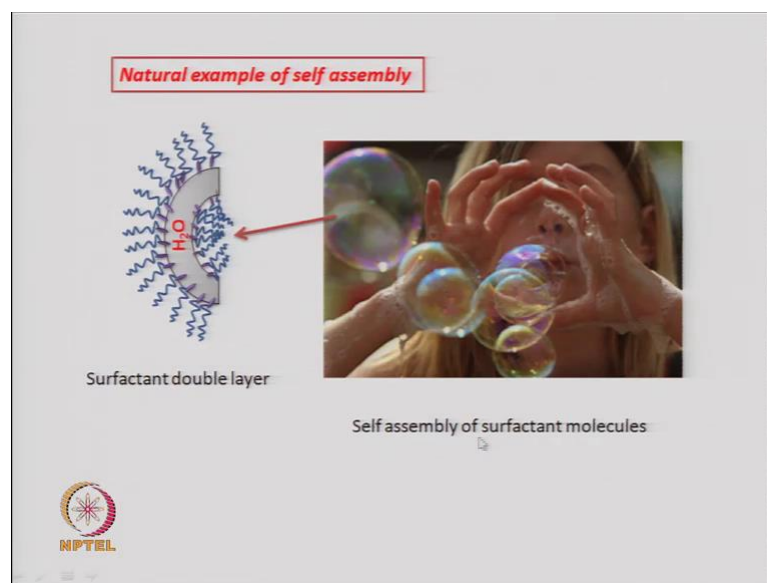 Natural example of self assembly
H₂O
Surfactant double layer
Self assembly of surfactant molecules
NPTEL